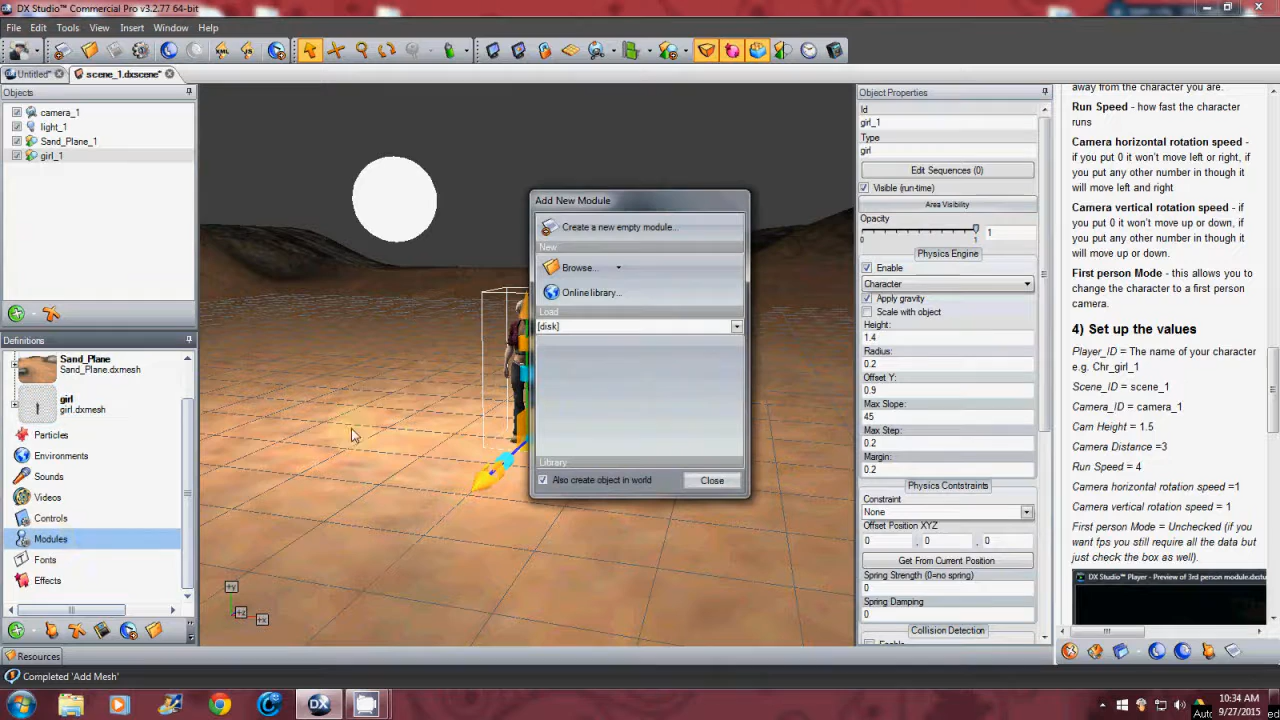 DX Studio™ Commercial Pro v3.2.77 64-bit
File Edit Tools View Insert Window Help
Untitled* scene_1.dxscene*
Objects
camera_1
light_1
Sand_Plane_1
girl_1
Definitions
Sand_Plane
Sand_Plane.dxmesh
girl
girl.dxmesh
Particles
Environments
Sounds
Videos
Controls
Modules
Fonts
Effects
Resources
Completed 'Add Mesh'
+y
+z
+x
Add New Module
Create a new empty module...
New
Browse...
Online library...
Load
[disk]
Library
Also create object in world
Close
Object Properties
Id
girl_1
Type
girl
Edit Sequences (0)
Visible (run-time)
Area Visibility
Opacity
1
0 1
Physics Engine
Enable
Character
Apply gravity
Scale with object
Height:
1.4
Radius:
0.2
Offset Y:
0.9
Max Slope:
45
Max Step:
0.2
Margin:
0.2
Physics Contraints
Constraint
None
Offset Position XYZ
0 , 0 , 0
Get From Current Position
Spring Strength (0=no spring)
0
Spring Damping
0
Collision Detection
away from the character you are.
Run Speed - how fast the character
runs
Camera horizontal rotation speed -
if you put 0 it won't move left or right, if
you put any other number in though it
will move left and right
Camera vertical rotation speed - if
you put 0 it won't move up or down, if
you put any other number in though it
will move up or down.
First person Mode - this allows you to
change the character to a first person
camera.
4) Set up the values
Player_ID = The name of your character
e.g. Chr_girl_1
Scene_ID = scene_1
Camera_ID = camera_1
Cam Height = 1.5
Camera Distance =3
Run Speed = 4
Camera horizontal rotation speed =1
Camera vertical rotation speed = 1
First person Mode = Unchecked (if you
want fps you still require all the data but
just check the box as well).
DX Studio™ Player - Preview of 3rd person module.dxstu
10:34 AM
9/27/2015